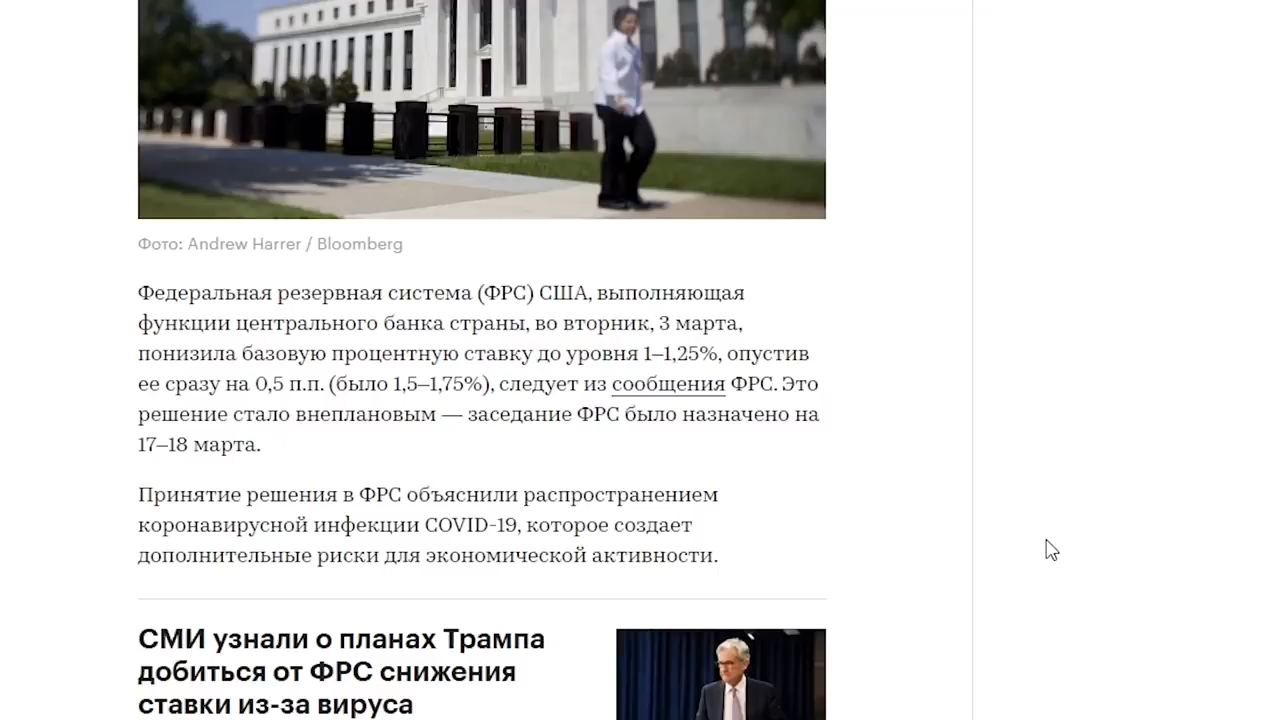 Фото: Andrew Harrer / Bloomberg
Федеральная резервная система (ФРС) США, выполняющая
функции центрального банка страны, во вторник, 3 марта,
понизила базовую процентную ставку до уровня 1–1,25%, опустив
ее сразу на 0,5 п.п. (было 1,5–1,75%), следует из сообщения ФРС. Это
решение стало внеплановым — заседание ФРС было назначено на
17–18 марта.
Принятие решения в ФРС объяснили распространением
коронавирусной инфекции COVID-19, которое создает
дополнительные риски для экономической активности.
СМИ узнали о планах Трампа
добиться от ФРС снижения
ставки из-за вируса